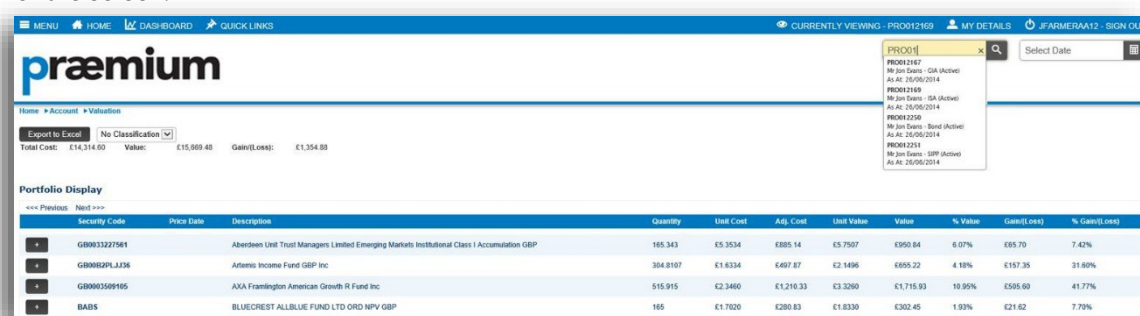 MENU HOME DASHBOARD QUICK LINKS CURRENTLY VIEWING - PRO012169 MY DETAILS JFARMERAA12 - SIGN OU
præmium
PRO01 x Select Date
PRO012167
Mr Jon Evans - GIA (Active)
As At: 26/06/2014
PRO012169
Mr Jon Evans - ISA (Active)
As At: 26/06/2014
PRO012250
Mr Jon Evans - Bond (Active)
As At: 26/06/2014
PRO012251
Mr Jon Evans - SIPP (Active)
As At: 26/06/2014
Home Account Valuation
Export to Excel No Classification
Total Cost: £14,314.60 Value: £15,669.48 Gain/(Loss): £1,354.88
Portfolio Display
<<< Previous Next >>>
Security Code Price Date Description Quantity Unit Cost Adj. Cost Unit Value Value % Value Gain/(Loss) % Gain/(Loss)
+ GB0033227561 Aberdeen Unit Trust Managers Limited Emerging Markets Institutional Class I Accumulation GBP 165.343 £5.3534 £885.14 £5.7507 £950.84 6.07% £65.70 7.42%
+ GB00B2PLJJ36 Artemis Income Fund GBP Inc 304.8107 £1.6334 £497.87 £2.1496 £655.22 4.18% £157.35 31.60%
+ GB0003509105 AXA Framlington American Growth R Fund Inc 515.915 £2.3460 £1,210.33 £3.3260 £1,715.93 10.95% £505.60 41.77%
+ BABS BLUECREST ALLBLUE FUND LTD ORD NPV GBP 165 £1.7020 £280.83 £1.8330 £302.45 1.93% £21.62 7.70%